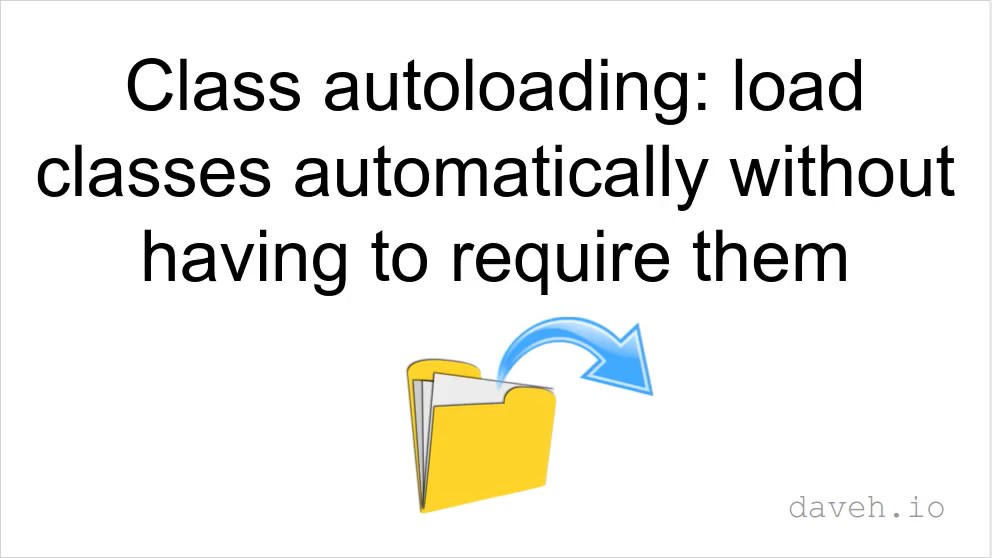 Class autoloading: load
classes automatically without
having to require them
daveh.io